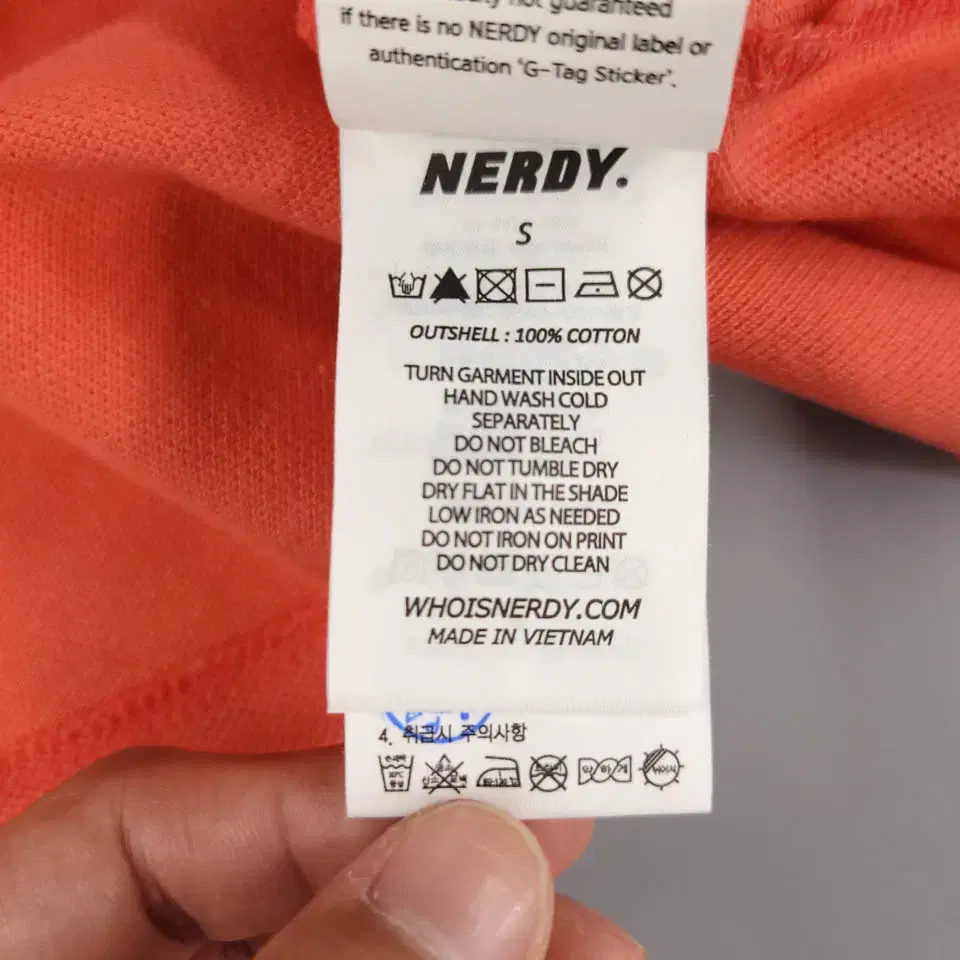 not guaranteed
if there is no NERDY original label or
authentication 'G-Tag Sticker'.
NERDY.
S
OUTSHELL : 100% COTTON
TURN GARMENT INSIDE OUT
HAND WASH COLD
SEPARATELY
DO NOT BLEACH
DO NOT TUMBLE DRY
DRY FLAT IN THE SHADE
LOW IRON AS NEEDED
DO NOT IRON ON PRINT
DO NOT DRY CLEAN
WHOISNERDY.COM
MADE IN VIETNAM
4. 취급시 주의사항